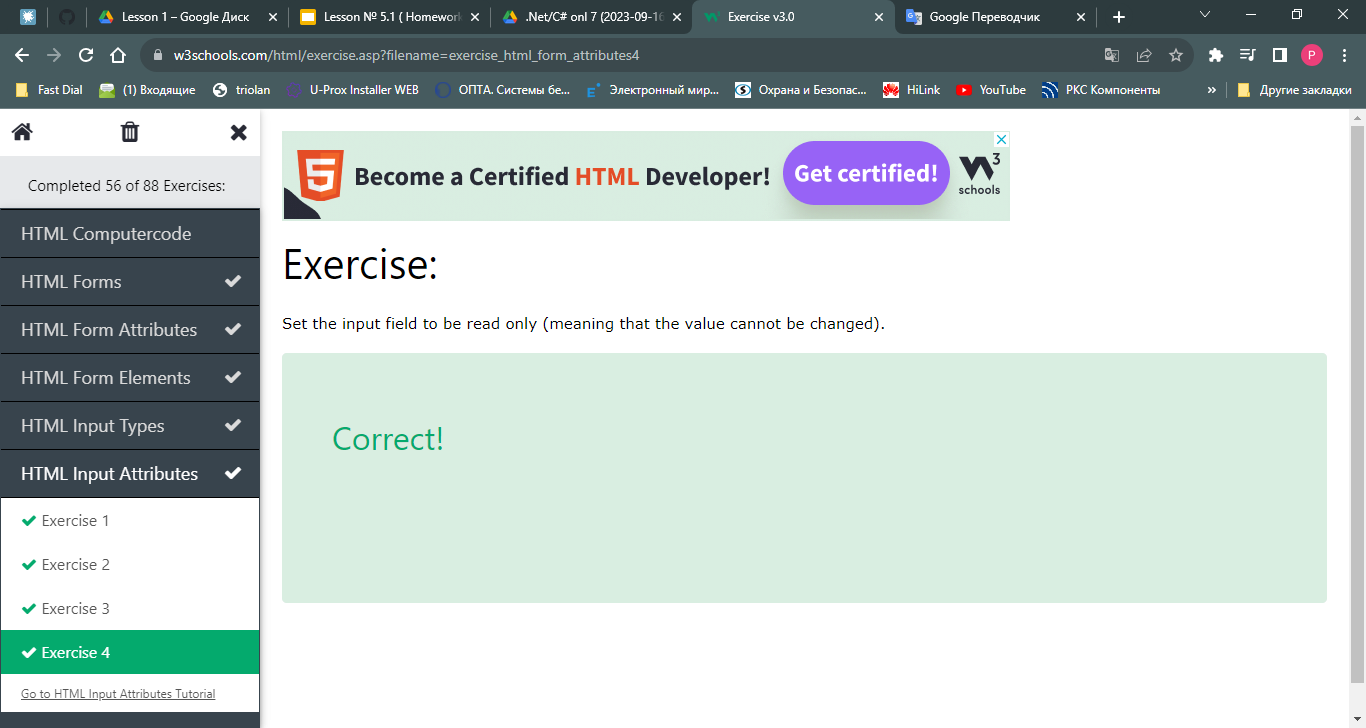 Lesson 1 – Google Диск
Lesson № 5.1 ( Homework
.Net/C# onl 7 (2023-09-16
Exercise v3.0
Google Переводчик
w3schools.com/html/exercise.asp?filename=exercise_html_form_attributes4
P
Fast Dial
(1) Входящие
triolan
U-Prox Installer WEB
ОПТА. Системы бе...
Электронный мир...
Охрана и Безопас...
HiLink
YouTube
РКС Компоненты
»
Другие закладки
Completed 56 of 88 Exercises:
HTML Computercode
HTML Forms
HTML Form Attributes
HTML Form Elements
HTML Input Types
HTML Input Attributes
Exercise 1
Exercise 2
Exercise 3
Exercise 4
Go to HTML Input Attributes Tutorial
5 Become a Certified HTML Developer! Get certified! W3 schools
Exercise:
Set the input field to be read only (meaning that the value cannot be changed).
Correct!